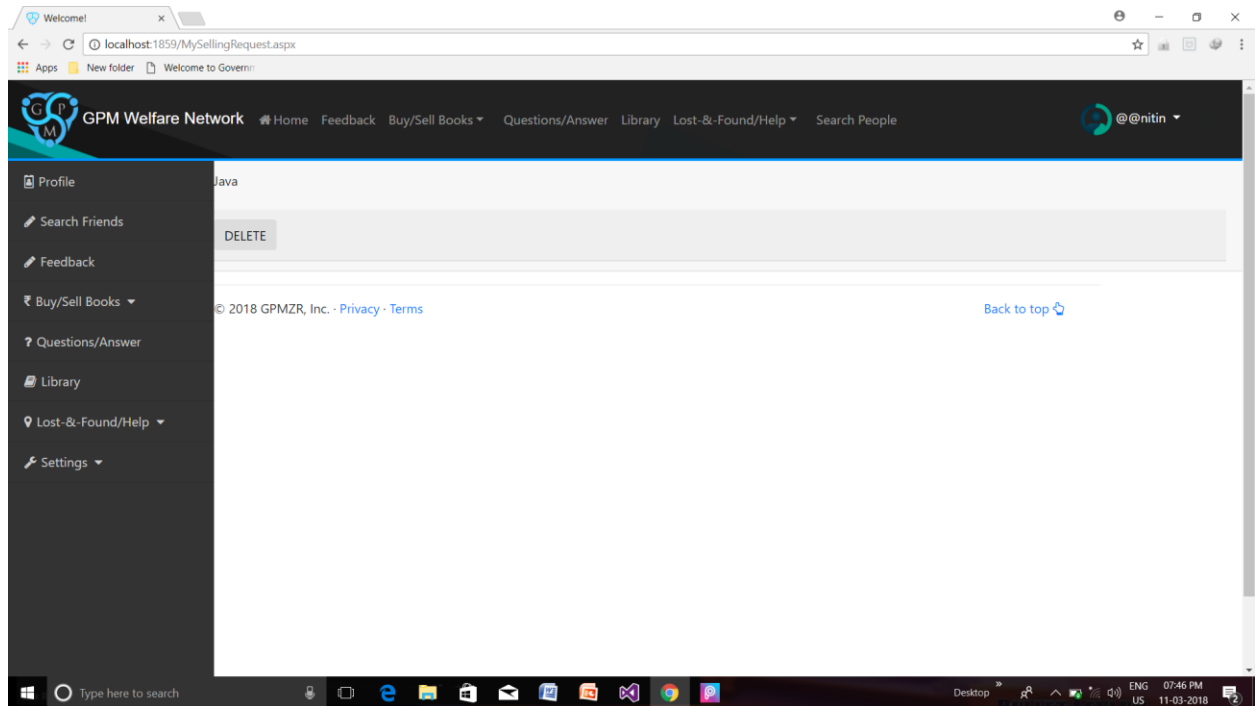 Welcome!
localhost:1859/MySellingRequest.aspx
Apps New folder Welcome to Governm
G P M
GPM Welfare Network Home Feedback Buy/Sell Books Questions/Answer Library Lost-&-Found/Help Search People @@nitin
Profile
Java
Search Friends
DELETE
Feedback
₹ Buy/Sell Books
© 2018 GPMZR, Inc. · Privacy · Terms Back to top
? Questions/Answer
Library
Lost-&-Found/Help
Settings
Type here to search
Desktop » ENG 07:46 PM
US 11-03-2018 2